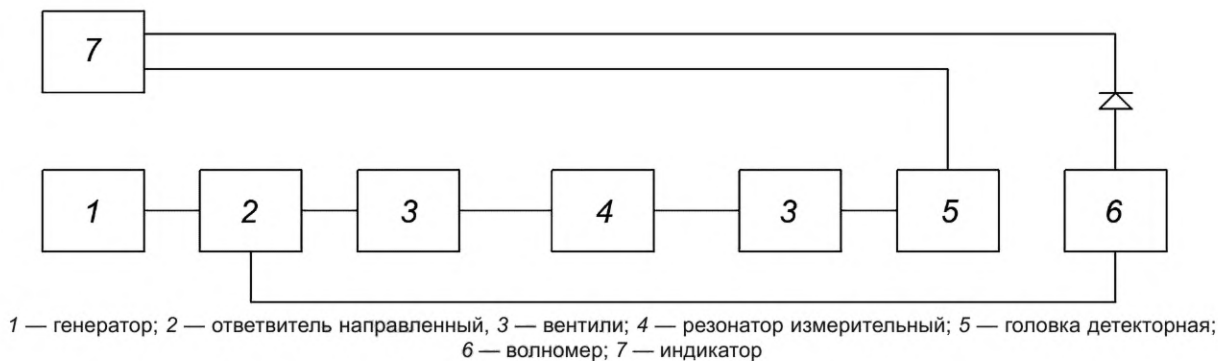 7
1 2 3 4 3 5 6
1 — генератор; 2 — ответвитель направленный, 3 — вентили; 4 — резонатор измерительный; 5 — головка детекторная;
6 — волномер; 7 — индикатор